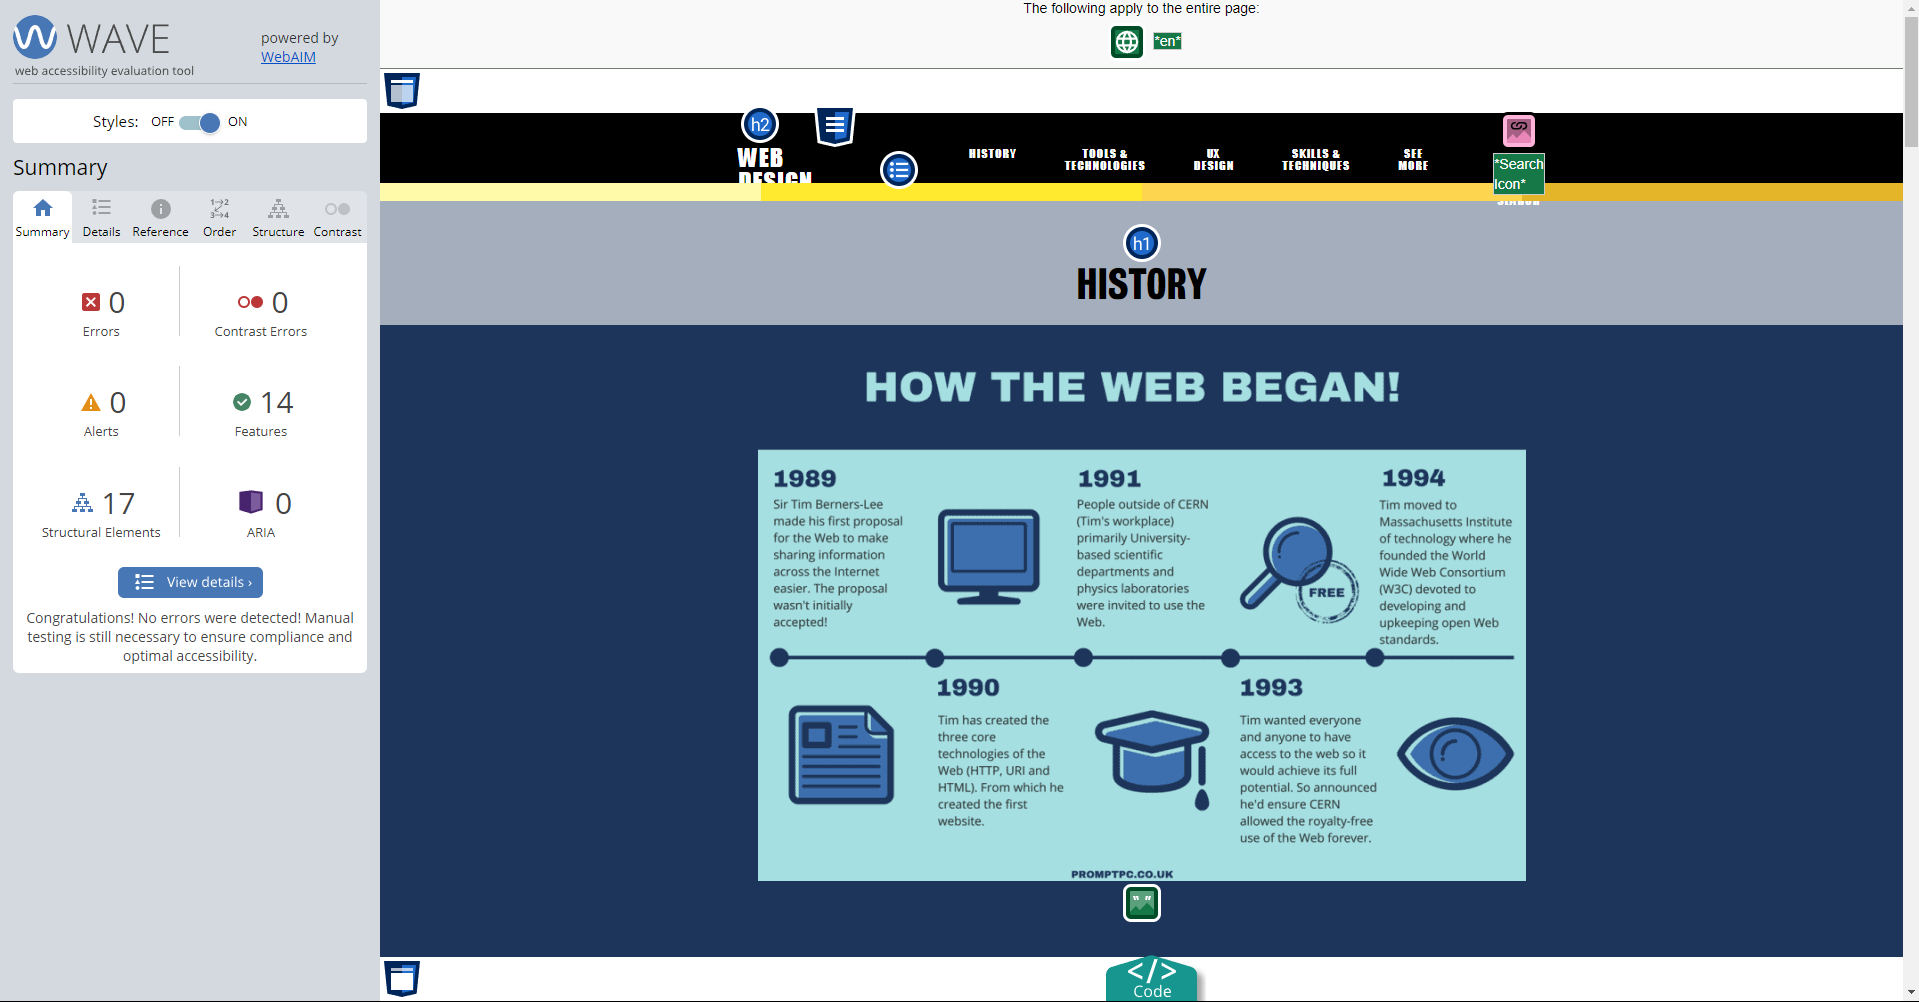 WAVE
powered by
WebAIM
web accessibility evaluation tool
Styles: OFF ON
Summary
Summary Details Reference Order Structure Contrast
0 0
Errors Contrast Errors
0 14
Alerts Features
17 0
Structural Elements ARIA
View details ›
Congratulations! No errors were detected! Manual
testing is still necessary to ensure compliance and
optimal accessibility.
The following apply to the entire page:
*en*
h2
WEB
DESIGN
HISTORY
TOOLS &
TECHNOLOGIES
UX
DESIGN
SKILLS &
TECHNIQUES
SEE
MORE
*Search
Icon*
SEARCH
h1
HISTORY
HOW THE WEB BEGAN!
1989
Sir Tim Berners-Lee
made his first proposal
for the Web to make
sharing information
across the Internet
easier. The proposal
wasn't initially
accepted!
1991
People outside of CERN
(Tim's workplace)
primarily University-
based scientific
departments and
physics laboratories
were invited to use the
Web.
FREE
1994
Tim moved to
Massachusetts Institute
of technology where he
founded the World
Wide Web Consortium
(W3C) devoted to
developing and
upkeeping open Web
standards.
1990
Tim has created the
three core
technologies of the
Web (HTTP, URI and
HTML). From which he
created the first
website.
1993
Tim wanted everyone
and anyone to have
access to the web so it
would achieve its full
potential. So announced
he'd ensure CERN
allowed the royalty-free
use of the Web forever.
PROMPTPC.CO.UK
</>
Code